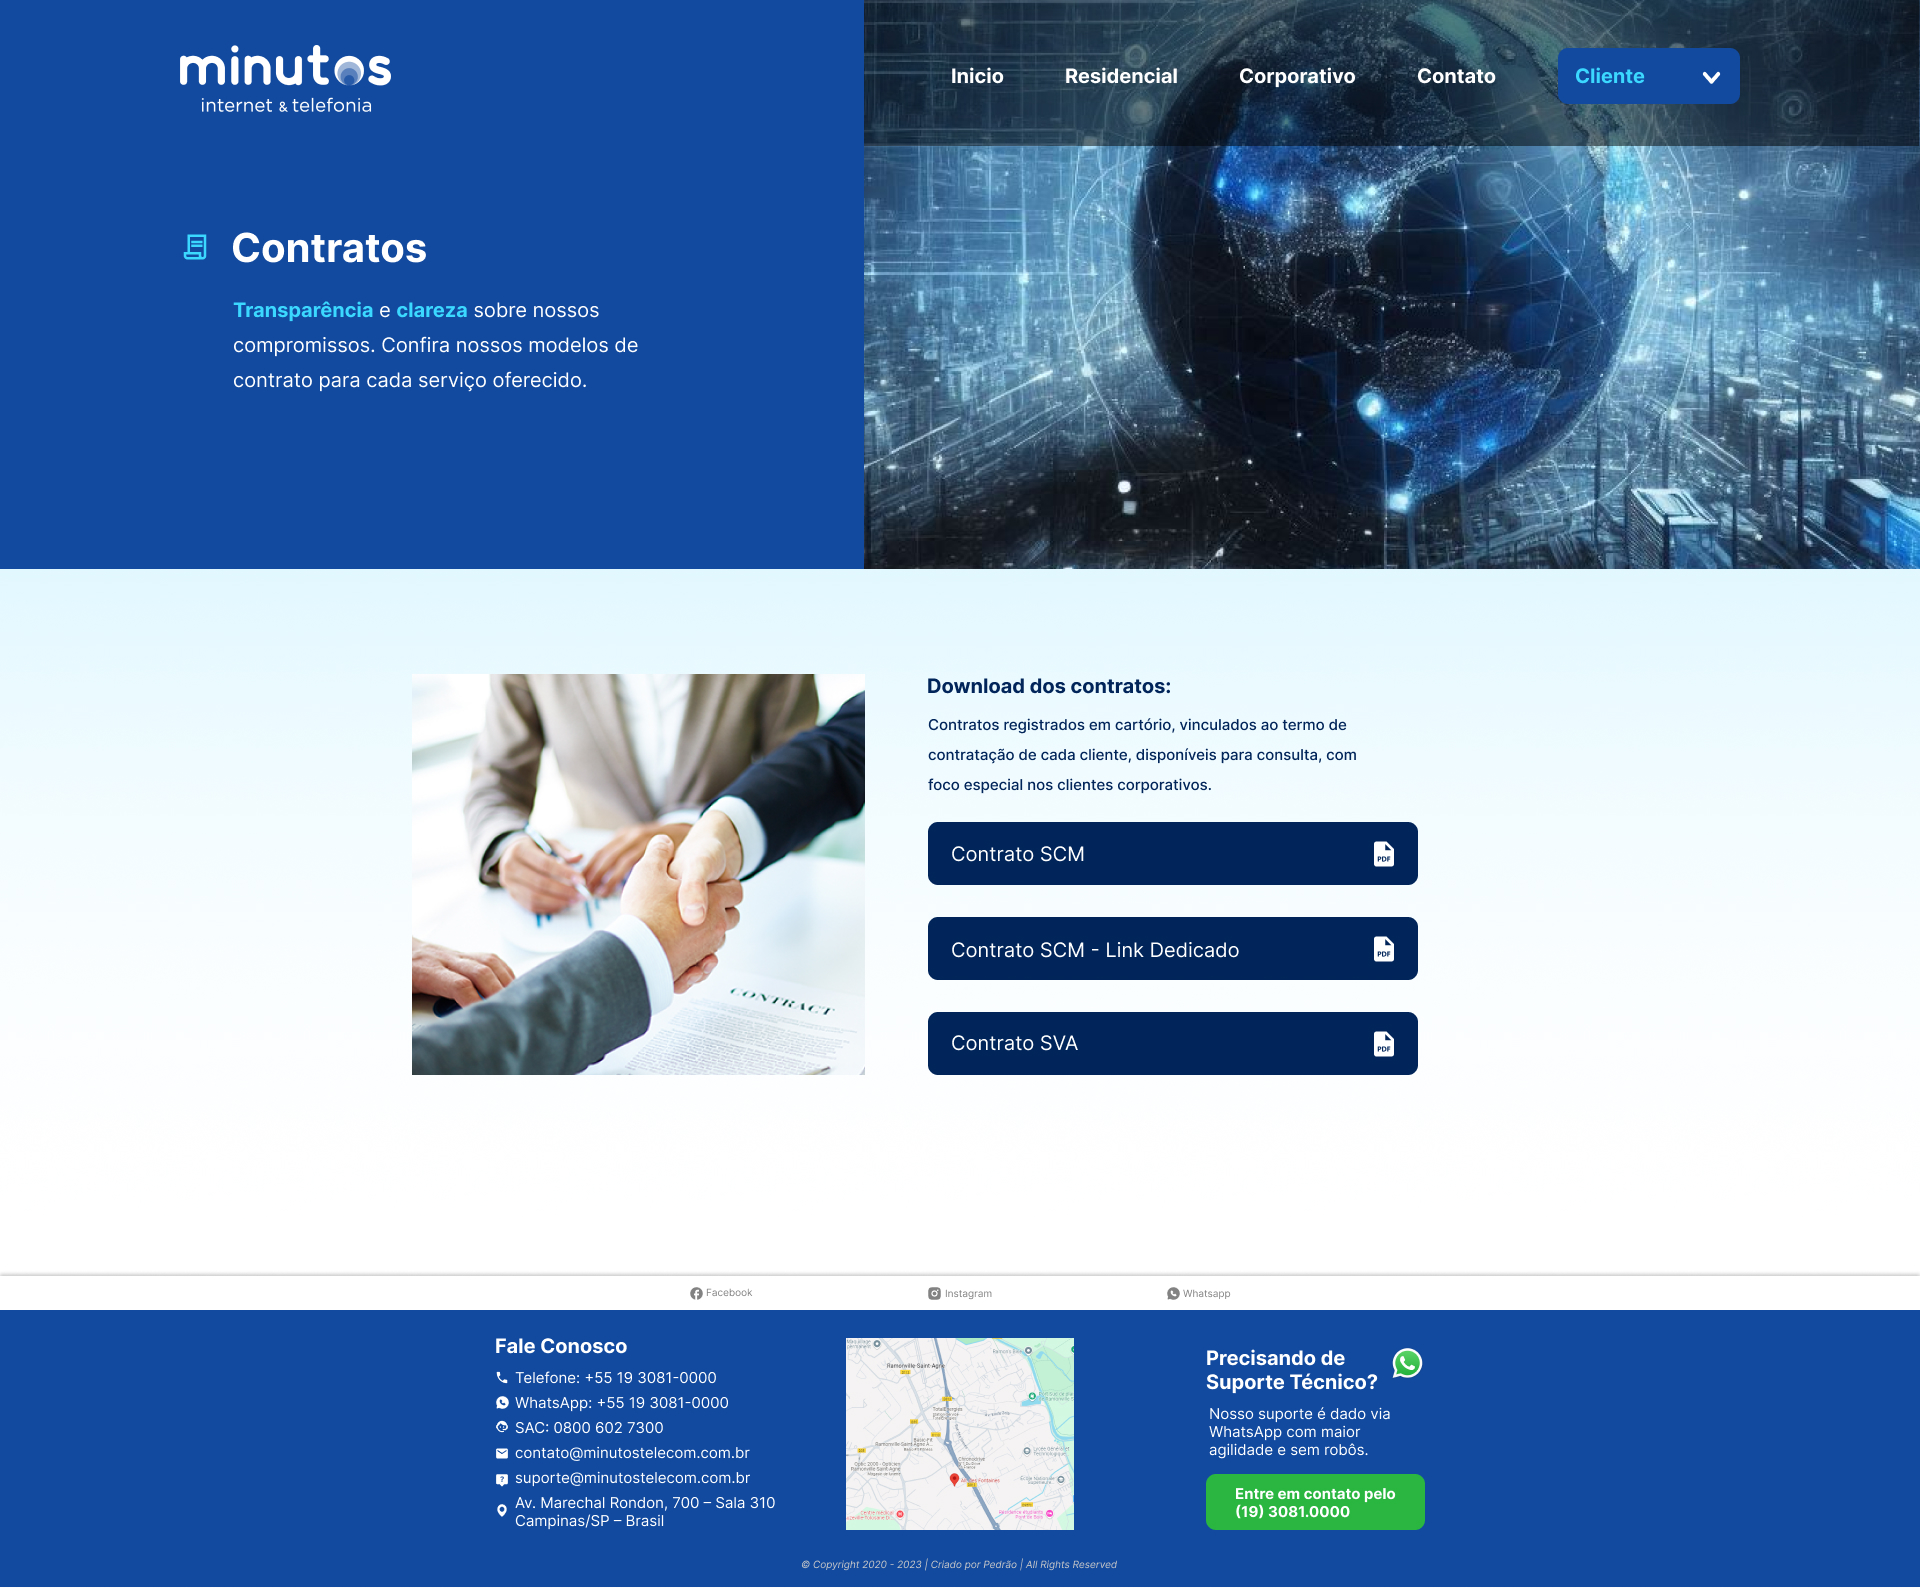 minutos
internet & telefonia
Inicio
Residencial
Corporativo
Contato
Cliente
Contratos
Transparência e clareza sobre nossos
compromissos. Confira nossos modelos de
contrato para cada serviço oferecido.
Download dos contratos:
Contratos registrados em cartório, vinculados ao termo de
contratação de cada cliente, disponíveis para consulta, com
foco especial nos clientes corporativos.
Contrato SCM
PDF
Contrato SCM - Link Dedicado
PDF
Contrato SVA
PDF
CONTRACT
Facebook
Instagram
Whatsapp
Fale Conosco
Telefone: +55 19 3081-0000
WhatsApp: +55 19 3081-0000
SAC: 0800 602 7300
contato@minutostelecom.com.br
suporte@minutostelecom.com.br
Av. Marechal Rondon, 700 – Sala 310
Campinas/SP – Brasil
Ramonville Saint-Agne
TotalEnergies
Precisando de
Suporte Técnico?
Nosso suporte é dado via
WhatsApp com maior
agilidade e sem robôs.
Entre em contato pelo
(19) 3081.0000
© Copyright 2020 - 2023 | Criado por Pedrão | All Rights Reserved